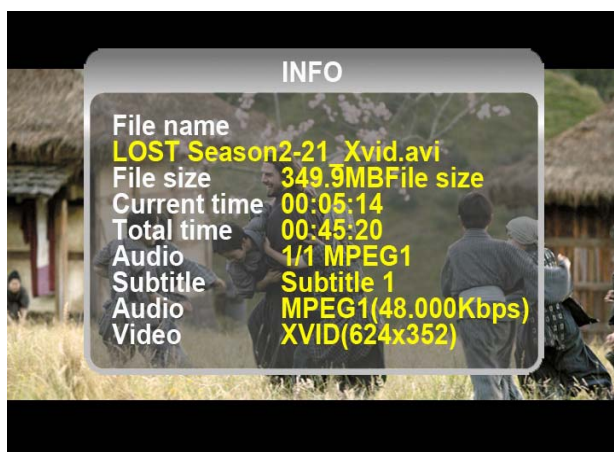 INFO
File name
LOST Season2-21_Xvid.avi
File size 349.9MBFile size
Current time 00:05:14
Total time 00:45:20
Audio 1/1 MPEG1
Subtitle Subtitle 1
Audio MPEG1(48.000Kbps)
Video XVID(624x352)